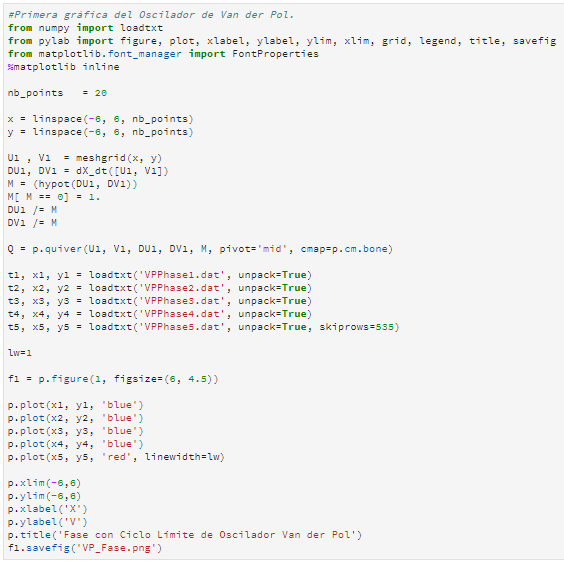 #Primera gráfica del Oscilador de Van der Pol.
from numpy import loadtxt
from pylab import figure, plot, xlabel, ylabel, ylim, xlim, grid, legend, title, savefig
from matplotlib.font_manager import FontProperties
%matplotlib inline
nb_points   = 20
x = linspace(-6, 6, nb_points)
y = linspace(-6, 6, nb_points)
U1 , V1  = meshgrid(x, y)
DU1, DV1 = dX_dt([U1, V1])
M = (hypot(DU1, DV1))
M[ M == 0] = 1.
DU1 /= M
DV1 /= M
Q = p.quiver(U1, V1, DU1, DV1, M, pivot='mid', cmap=p.cm.bone)
t1, x1, y1 = loadtxt('VPPhase1.dat', unpack=True)
t2, x2, y2 = loadtxt('VPPhase2.dat', unpack=True)
t3, x3, y3 = loadtxt('VPPhase3.dat', unpack=True)
t4, x4, y4 = loadtxt('VPPhase4.dat', unpack=True)
t5, x5, y5 = loadtxt('VPPhase5.dat', unpack=True, skiprows=535)
lw=1
f1 = p.figure(1, figsize=(6, 4.5))
p.plot(x1, y1, 'blue')
p.plot(x2, y2, 'blue')
p.plot(x3, y3, 'blue')
p.plot(x4, y4, 'blue')
p.plot(x5, y5, 'red', linewidth=lw)
p.xlim(-6,6)
p.ylim(-6,6)
p.xlabel('X')
p.ylabel('V')
p.title('Fase con Ciclo Límite de Oscilador Van der Pol')
f1.savefig('VP_Fase.png')